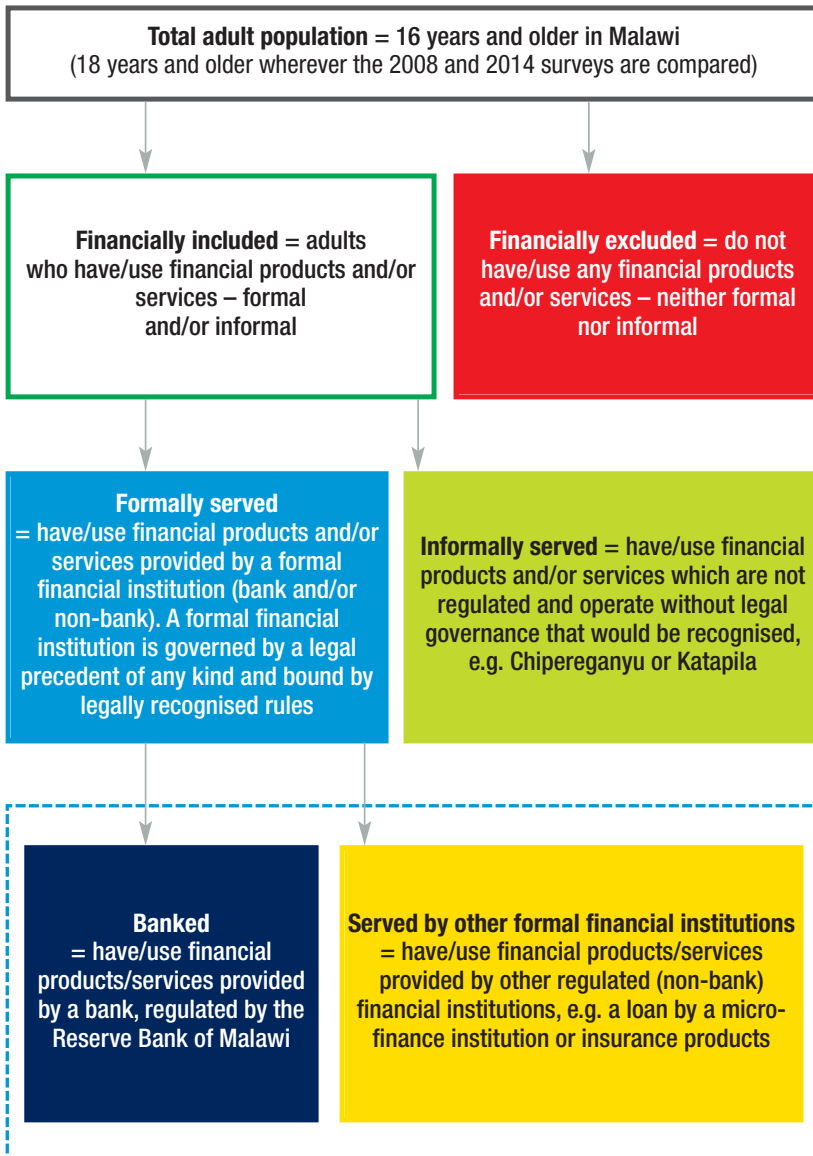 Total adult population = 16 years and older in Malawi
(18 years and older wherever the 2008 and 2014 surveys are compared)
Financially included = adults
who have/use financial products and/or
services – formal
and/or informal
Financially excluded = do not
have/use any financial products
and/or services – neither formal
nor informal
Formally served
= have/use financial products and/or
services provided by a formal
financial institution (bank and/or
non-bank). A formal financial
institution is governed by a legal
precedent of any kind and bound by
legally recognised rules
Informally served = have/use financial
products and/or services which are not
regulated and operate without legal
governance that would be recognised,
e.g. Chipereganyu or Katapila
Banked
= have/use financial
products/services provided
by a bank, regulated by the
Reserve Bank of Malawi
Served by other formal financial institutions
= have/use financial products/services
provided by other regulated (non-bank)
financial institutions, e.g. a loan by a micro-
finance institution or insurance products